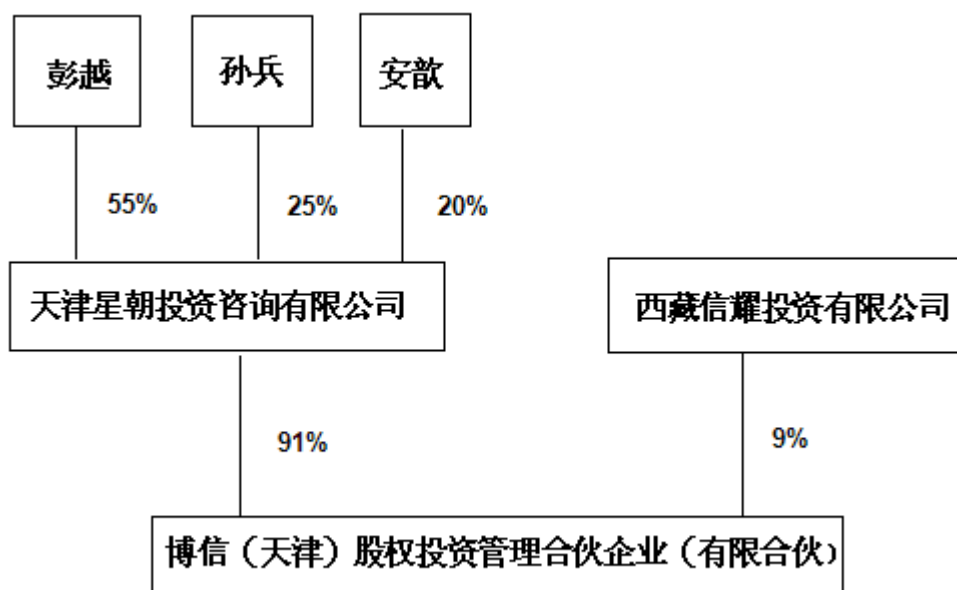 彭越
孙兵
安歆
55%
25%
20%
天津星朝投资咨询有限公司
西藏信耀投资有限公司
91%
9%
博信（天津）股权投资管理合伙企业（有限合伙）